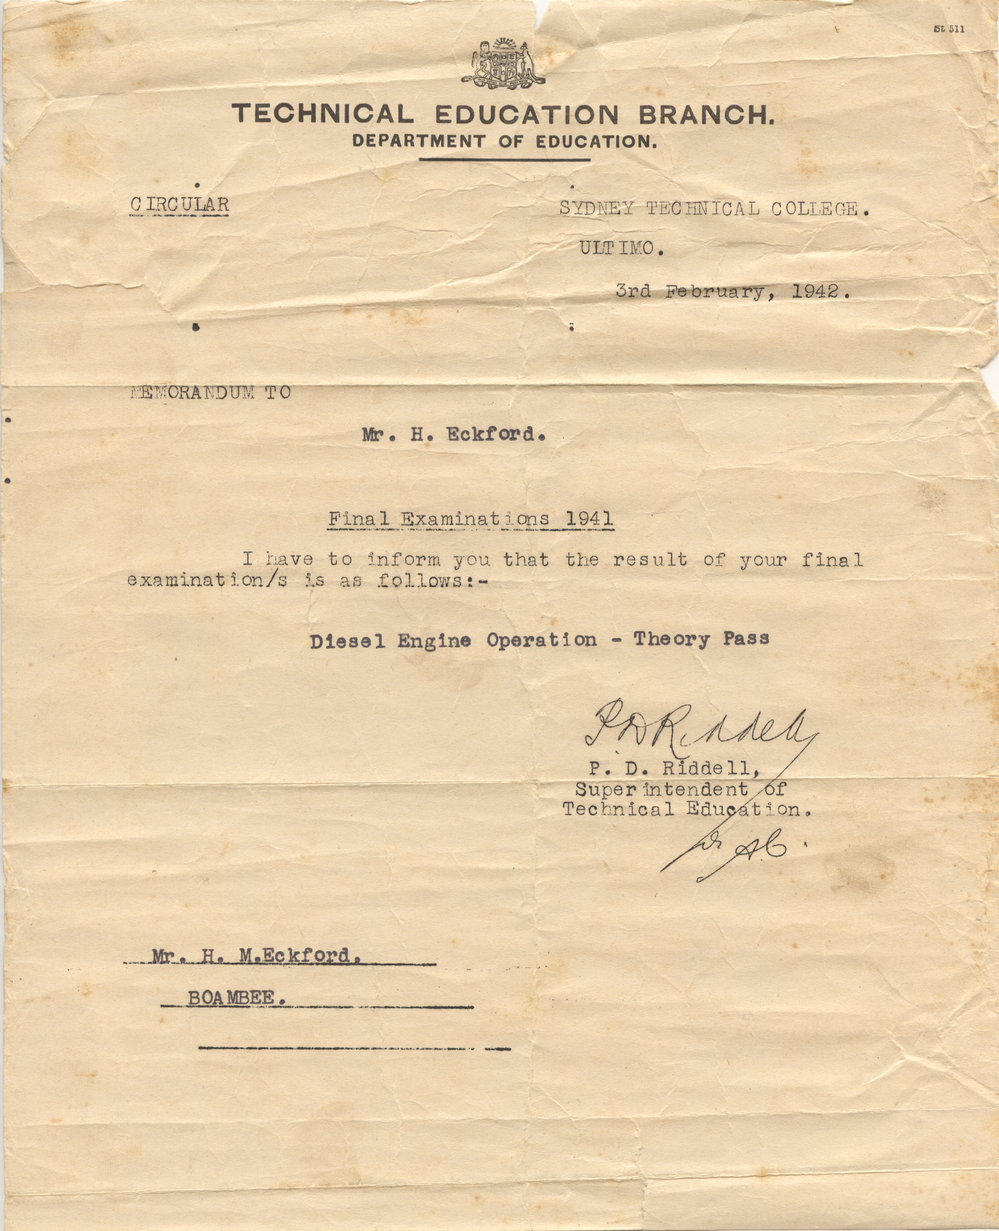 St 511
TECHNICAL EDUCATION BRANCH.
DEPARTMENT OF EDUCATION.
CIRCULAR
SYDNEY TECHNICAL COLLEGE.
ULTIMO.
3rd February, 1942.
MEMORANDUM TO
Mr. H. Eckford.
Final Examinations 1941
I have to inform you that the result of your final
examination/s is as follows:-
Diesel Engine Operation - Theory Pass
P D Riddell
P. D. Riddell,
Superintendent of
Technical Education.
Mr. H. M.Eckford.
BOAMBEE.